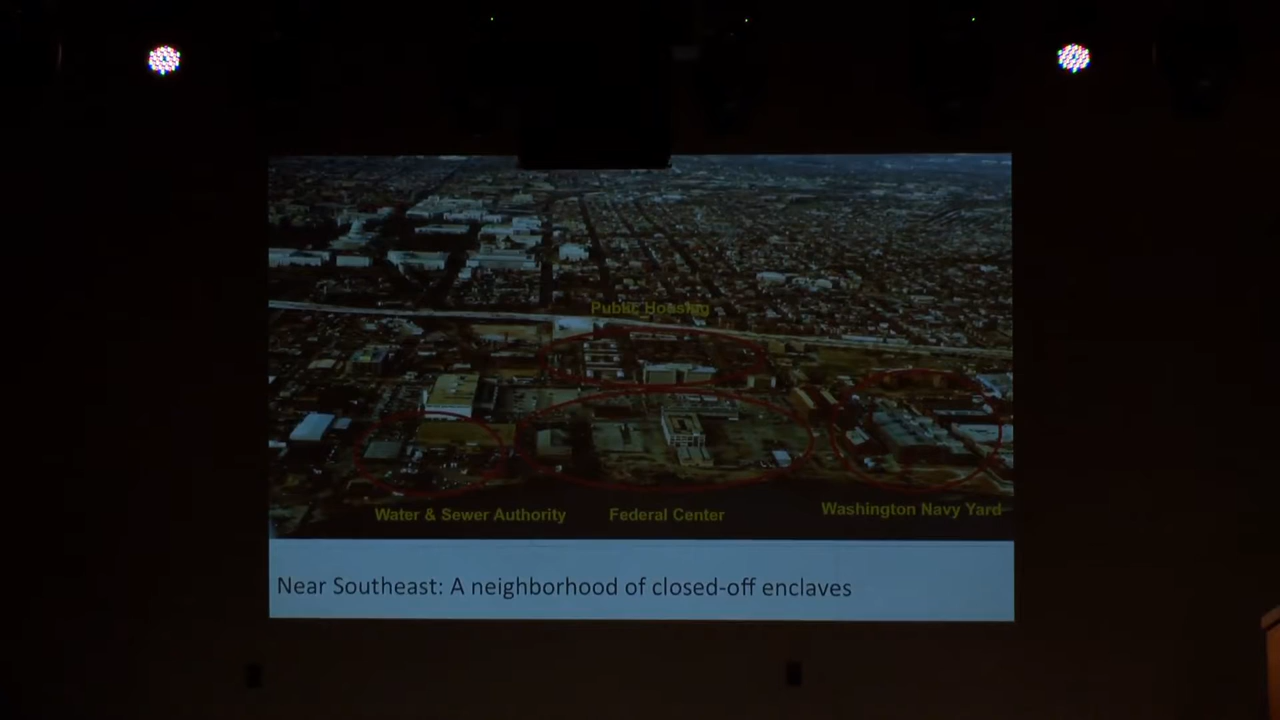 Public Housing
Water & Sewer Authority
Federal Center
Washington Navy Yard
Near Southeast: A neighborhood of closed-off enclaves